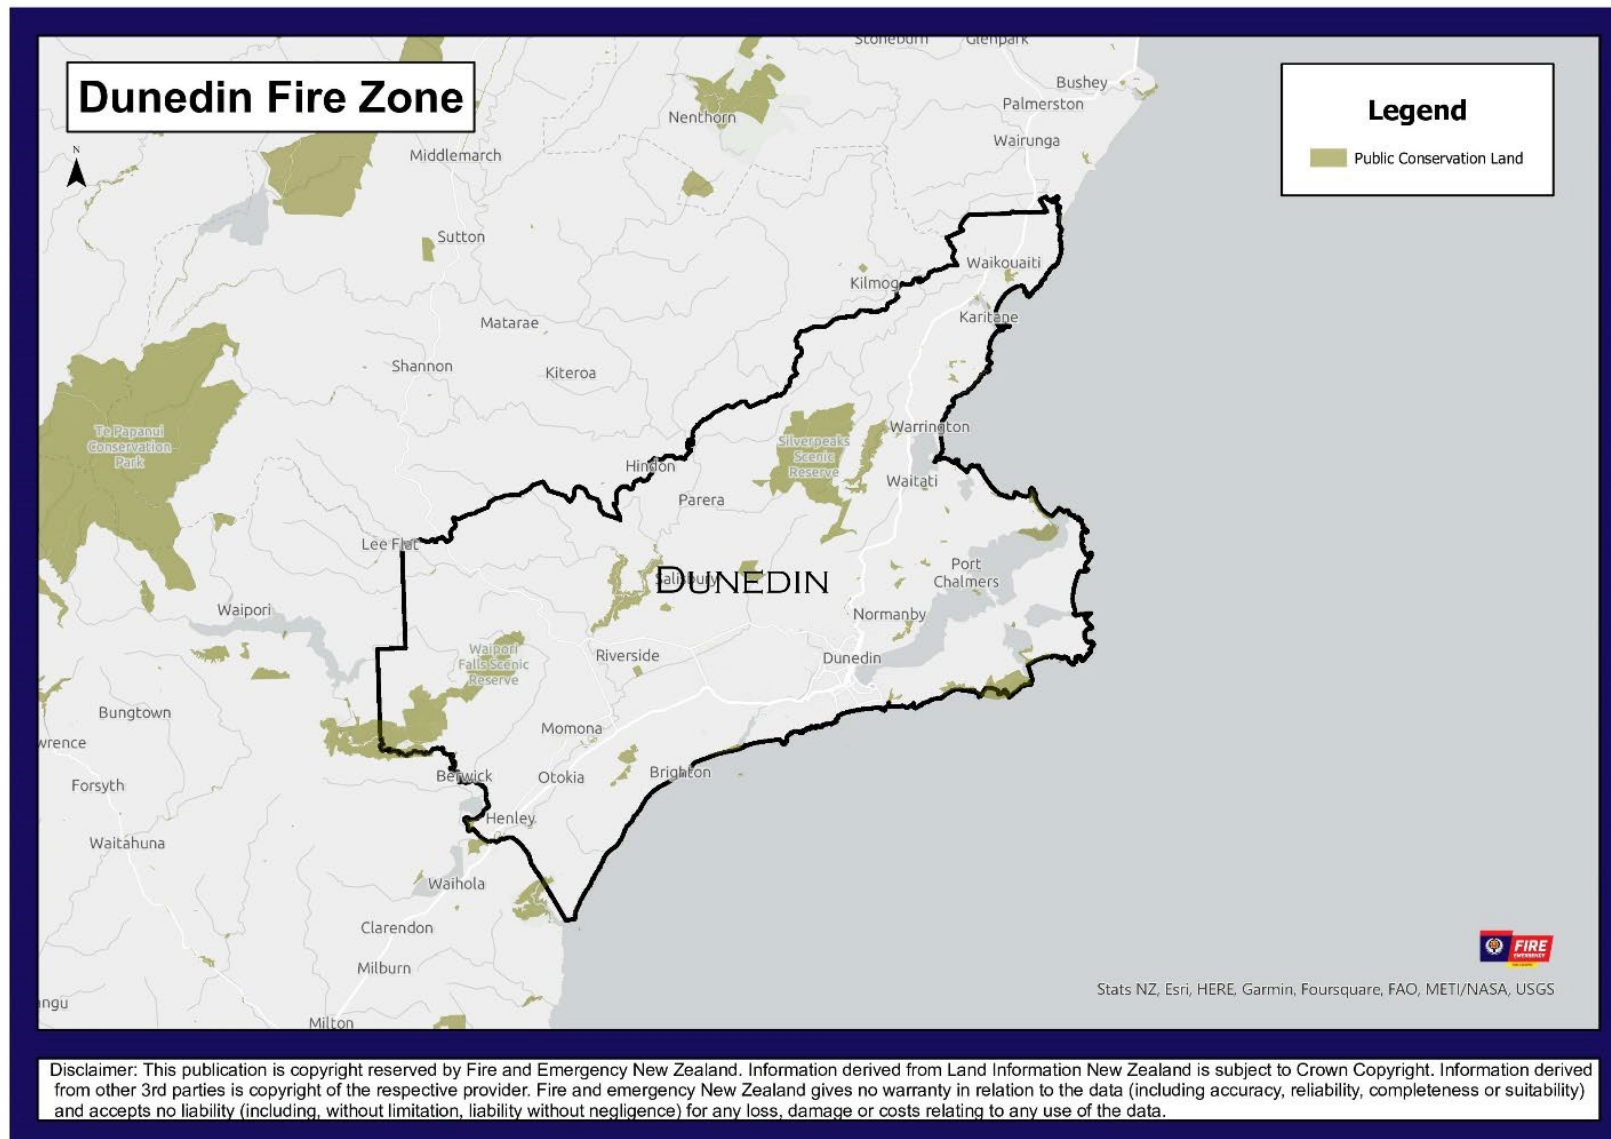 Dunedin Fire Zone
N
Legend
Public Conservation Land
Stoneburn
Glenpark
Bushey
Palmerston
Nenthorn
Wairunga
Middlemarch
Sutton
Waikouaiti
Kilmog
Karitane
Matarae
Shannon
Kiteroa
Te Papanui
Conservation
Park
Silverpeaks
Scenic
Reserve
Warrington
Hindon
Waitati
Parera
Lee Flat
Port
Chalmers
Salisbury
DUNEDIN
Waipori
Normanby
Waipori
Falls Scenic
Reserve
Riverside
Dunedin
Bungtown
Momona
wrence
Berwick
Otokia
Brighton
Forsyth
Henley
Waitahuna
Waihola
Clarendon
Milburn
FIRE
EMERGENCY
Stats NZ, Esri, HERE, Garmin, Foursquare, FAO, METI/NASA, USGS
angu
Milton
Disclaimer: This publication is copyright reserved by Fire and Emergency New Zealand. Information derived from Land Information New Zealand is subject to Crown Copyright. Information derived
from other 3rd parties is copyright of the respective provider. Fire and emergency New Zealand gives no warranty in relation to the data (including accuracy, reliability, completeness or suitability)
and accepts no liability (including, without limitation, liability without negligence) for any loss, damage or costs relating to any use of the data.